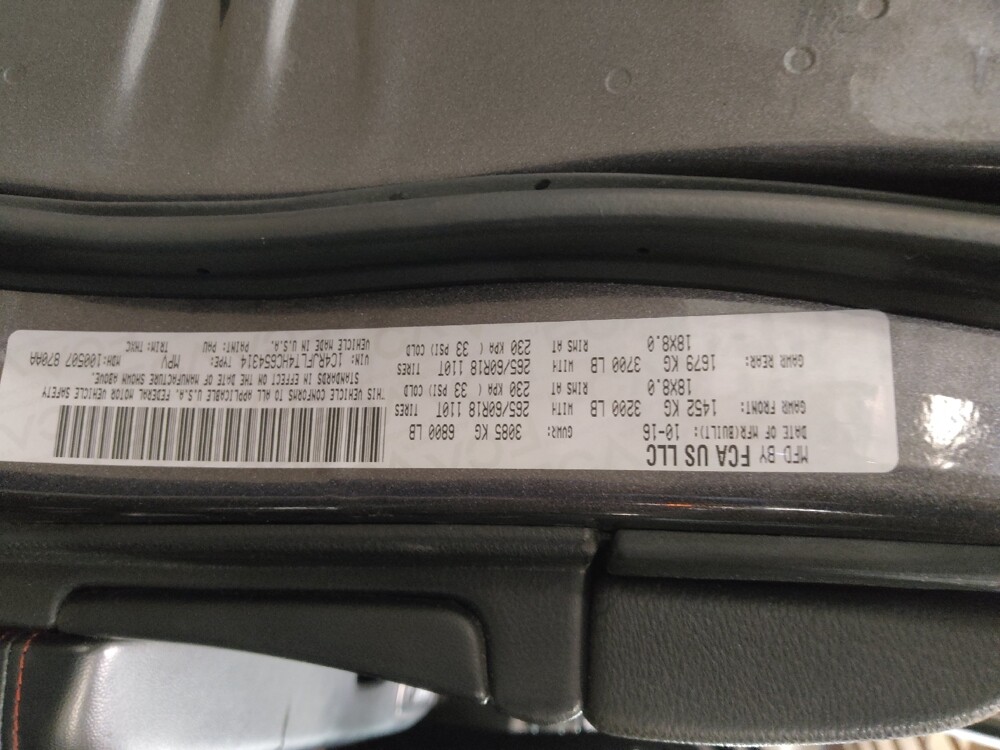 MFD BY FCA US LLC
DATE OF MFR(BUILT): 10-16 GVWR: 3085 KG 6800 LB
GAWR FRONT: 1452 KG 3200 LB WITH 265/60R18 110T TIRES
18X8.0 RIMS AT 230 KPA ( 33 PSI) COLD
GAWR REAR: 1679 KG 3700 LB WITH 265/60R18 110T TIRES
18X8.0 RIMS AT 230 KPA ( 33 PSI) COLD
THIS VEHICLE CONFORMS TO ALL APPLICABLE U.S.A. FEDERAL MOTOR VEHICLE SAFETY
STANDARDS IN EFFECT ON THE DATE OF MANUFACTURE SHOWN ABOVE.
VIN: 1C4RJFLT4HC654314 TYPE: MPV MDH: 100507 870AA
VEHICLE MADE IN U.S.A. PAINT: PAU TRIM: THXC